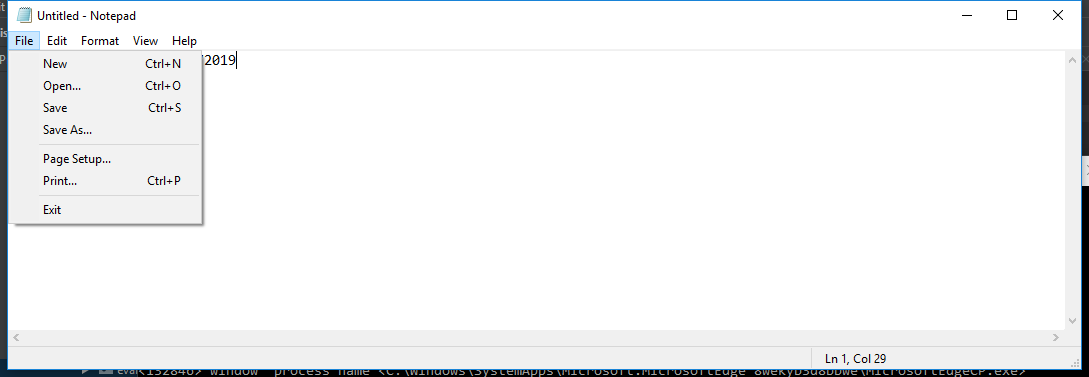 Untitled - Notepad
File Edit Format View Help
2019
New Ctrl+N
Open... Ctrl+O
Save Ctrl+S
Save As...
Page Setup...
Print... Ctrl+P
Exit
Ln 1, Col 29
eval<132846> window process name <C:\Windows\SystemApps\Microsoft.MicrosoftEdge_8wekyb3d8bbwe\MicrosoftEdgeCP.exe>